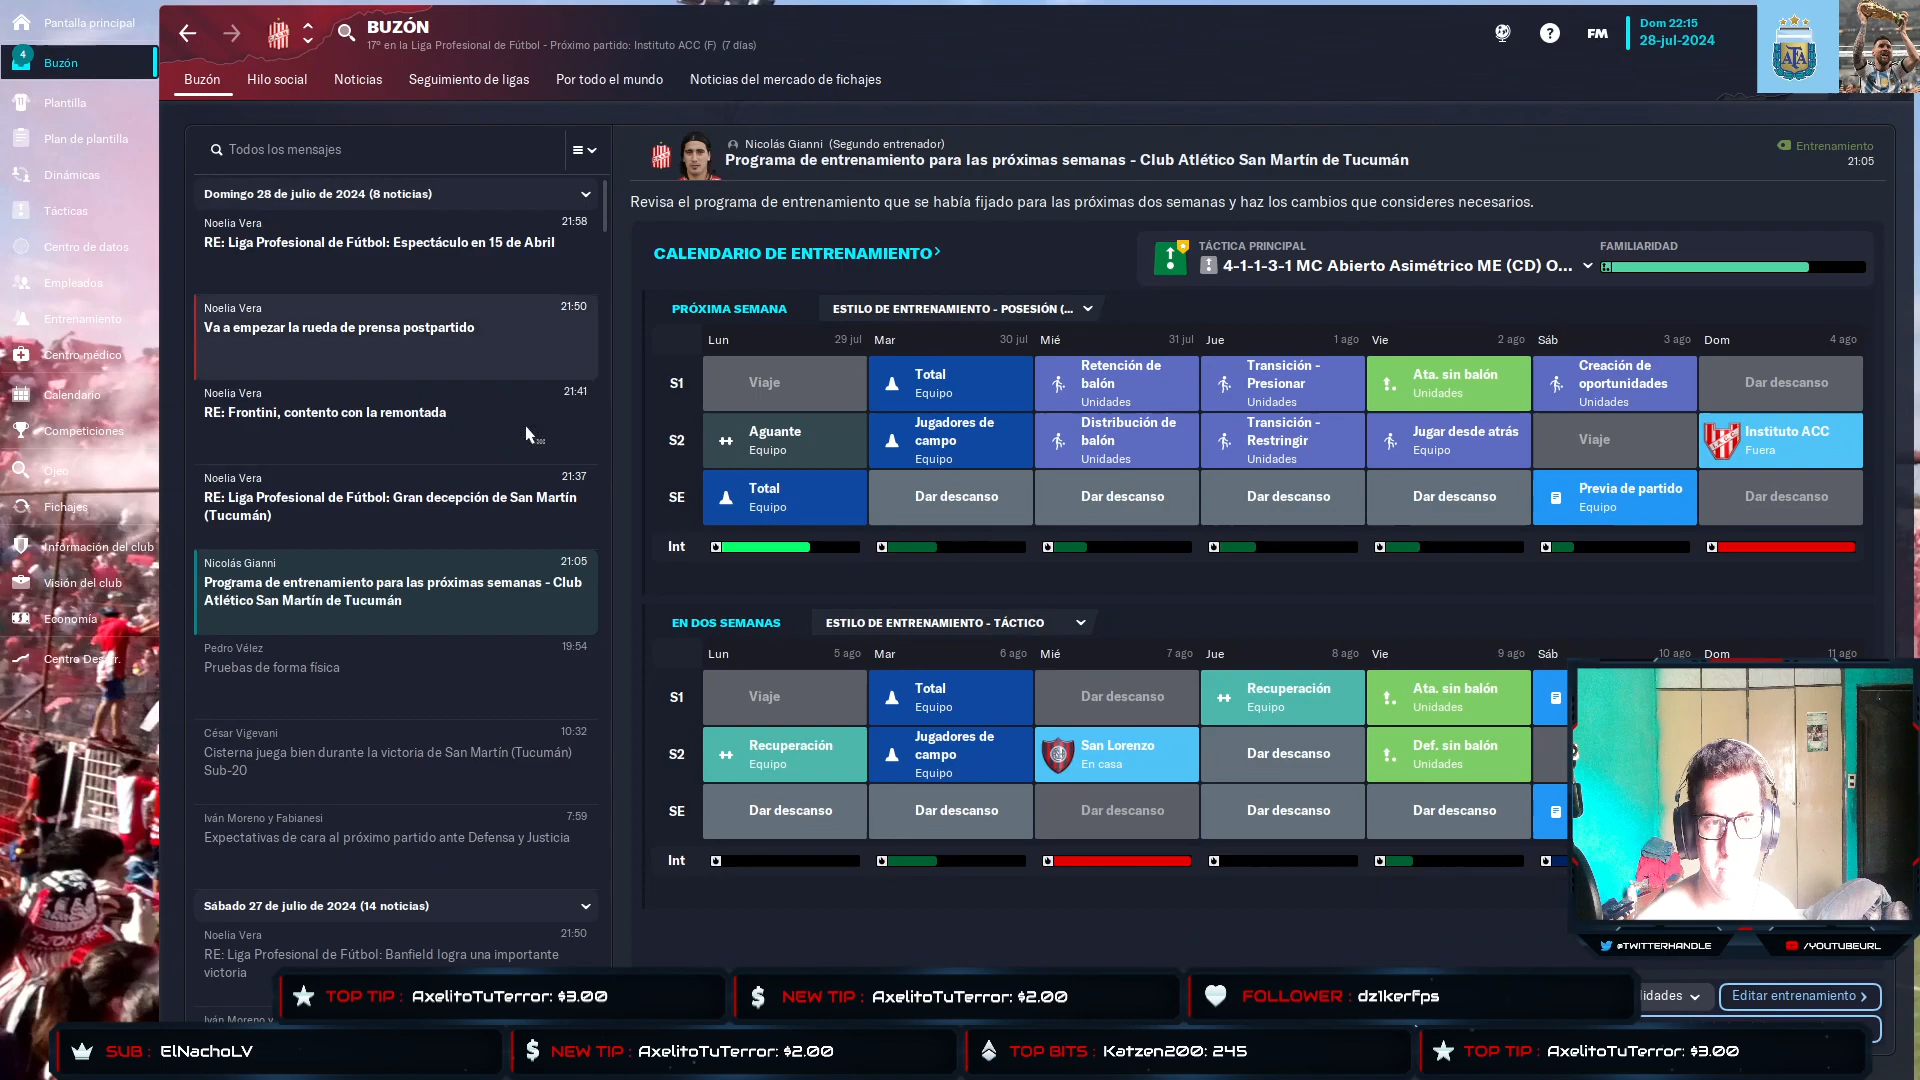 Pantalla principal
4
Buzón
Plantilla
Plan de plantilla
Dinámicas
Tácticas
Centro de datos
Empleados
Entrenamiento
Centro médico
Calendario
Competiciones
Ojeo
Fichajes
Información del club
Visión del club
Economía
BUZÓN
17º en la Liga Profesional de Fútbol - Próximo partido: Instituto ACC (F) (7 días)
FM
Dom 22:15
28-jul-2024
AFA
Buzón
Hilo social
Noticias
Seguimiento de ligas
Por todo el mundo
Noticias del mercado de fichajes
Todos los mensajes
Domingo 28 de julio de 2024 (8 noticias)
Noelia Vera
21:58
RE: Liga Profesional de Fútbol: Espectáculo en 15 de Abril
Noelia Vera
21:50
Va a empezar la rueda de prensa postpartido
Noelia Vera
21:41
RE: Frontini, contento con la remontada
Noelia Vera
21:37
RE: Liga Profesional de Fútbol: Gran decepción de San Martín
(Tucumán)
Nicolás Gianni
21:05
Programa de entrenamiento para las próximas semanas - Club
Atlético San Martín de Tucumán
Pedro Vélez
19:54
Pruebas de forma física
César Vigevani
10:32
Cisterna juega bien durante la victoria de San Martín (Tucumán)
Sub-20
Iván Moreno y Fabianesi
7:59
Expectativas de cara al próximo partido ante Defensa y Justicia
Sábado 27 de julio de 2024 (14 noticias)
Noelia Vera
21:50
RE: Liga Profesional de Fútbol: Banfield logra una importante
victoria
Iván Moreno y
Nicolás Gianni (Segundo entrenador)
Programa de entrenamiento para las próximas semanas - Club Atlético San Martín de Tucumán
Entrenamiento
21:05
Revisa el programa de entrenamiento que se había fijado para las próximas dos semanas y haz los cambios que consideres necesarios.
CALENDARIO DE ENTRENAMIENTO
TÁCTICA PRINCIPAL
4-1-1-3-1 MC Abierto Asimétrico ME (CD) O...
FAMILIARIDAD
PRÓXIMA SEMANA
ESTILO DE ENTRENAMIENTO - POSESIÓN (...
Lun 29 jul Mar 30 jul Mié 31 jul Jue 1 ago Vie 2 ago Sáb 3 ago Dom 4 ago
S1
Viaje
Total
Equipo
Retención de
balón
Unidades
Transición -
Presionar
Unidades
Ata. sin balón
Unidades
Creación de
oportunidades
Unidades
Dar descanso
S2
Aguante
Equipo
Jugadores de
campo
Equipo
Distribución de
balón
Unidades
Transición -
Restringir
Unidades
Jugar desde atrás
Equipo
Viaje
Instituto ACC
Fuera
SE
Total
Equipo
Dar descanso
Dar descanso
Dar descanso
Dar descanso
Previa de partido
Equipo
Dar descanso
Int
EN DOS SEMANAS
ESTILO DE ENTRENAMIENTO - TÁCTICO
Lun 5 ago Mar 6 ago Mié 7 ago Jue 8 ago Vie 9 ago Sáb 10 ago Dom 11 ago
S1
Viaje
Total
Equipo
Dar descanso
Recuperación
Equipo
Ata. sin balón
Unidades
S2
Recuperación
Equipo
Jugadores de
campo
Equipo
San Lorenzo
En casa
Dar descanso
Def. sin balón
Unidades
SE
Dar descanso
Dar descanso
Dar descanso
Dar descanso
Dar descanso
Int
@TWITTERHANDLE
/YOUTUBEURL
lidades
Editar entrenamiento
TOP TIP : AxelitoTuTerror: $3.00
NEW TIP : AxelitoTuTerror: $2.00
FOLLOWER : dz1kerfps
SUB : ElNachoLV
NEW TIP : AxelitoTuTerror: $2.00
TOP BITS : Katzen200: 245
TOP TIP : AxelitoTuTerror: $3.00